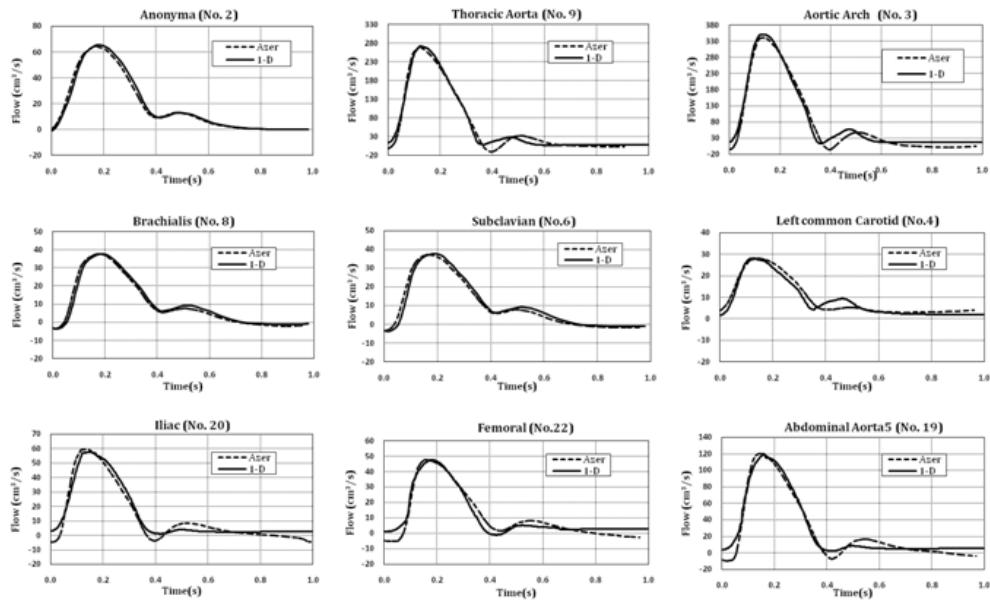 Anonyma (No. 2)
Flow (cm³/s)
80
60
40
20
0
-20
Azer
1-D
0.0 0.2 0.4 0.6 0.8 1.0
Time(s)
Thoracic Aorta (No. 9)
Flow (cm³/s)
330
280
230
180
130
80
30
-20
Azer
1-D
0.0 0.2 0.4 0.6 0.8 1.0
Time(s)
Aortic Arch (No. 3)
Flow (cm³/s)
380
330
280
230
180
130
80
30
-20
Azer
1-D
0.0 0.2 0.4 0.6 0.8 1.0
Time(s)
Brachialis (No. 8)
Flow (cm³/s)
50
40
30
20
10
0
-10
-20
Azer
1-D
0.0 0.2 0.4 0.6 0.8 1.0
Time(s)
Subclavian (No.6)
Flow (cm³/s)
50
40
30
20
10
0
-10
-20
Azer
1-D
0.0 0.2 0.4 0.6 0.8 1.0
Time(s)
Left common Carotid (No.4)
Flow (cm³/s)
40
30
20
10
0
-10
-20
Azer
1-D
0.0 0.2 0.4 0.6 0.8 1.0
Time(s)
Iliac (No. 20)
Flow (cm³/s)
70
60
50
40
30
20
10
0
-10
-20
Azer
1-D
0.0 0.2 0.4 0.6 0.8 1.0
Time(s)
Femoral (No.22)
Flow (cm³/s)
60
50
40
30
20
10
0
-10
-20
Azer
1-D
0.0 0.2 0.4 0.6 0.8 1.0
Time(s)
Abdominal Aorta5 (No. 19)
Flow (cm³/s)
140
120
100
80
60
40
20
0
-20
Azer
1-D
0.0 0.2 0.4 0.6 0.8 1.0
Time(s)